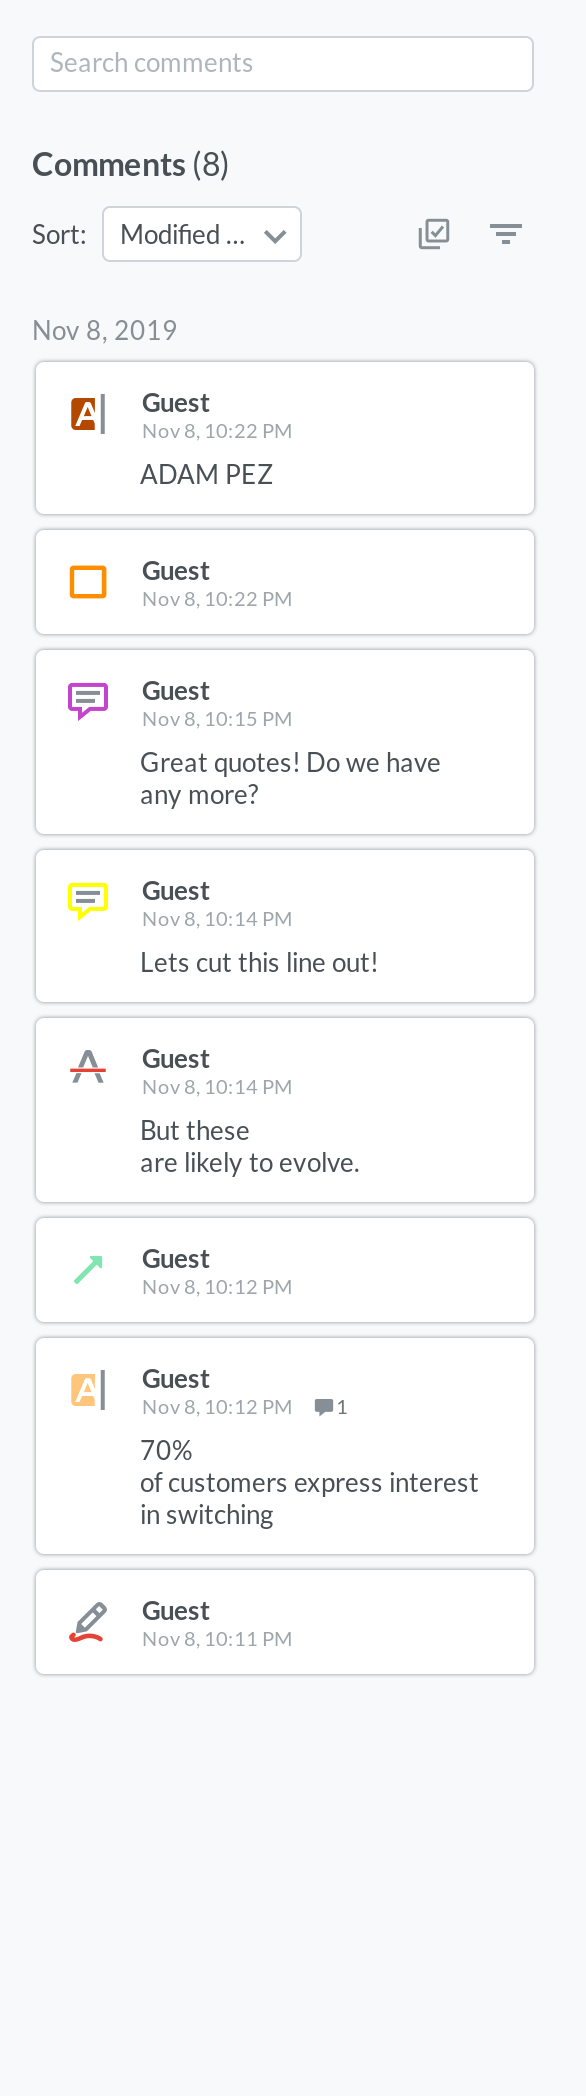 Search comments
Comments (8)
Sort: Modified ...
Nov 8, 2019
Guest
Nov 8, 10:22 PM
ADAM PEZ
Guest
Nov 8, 10:22 PM
Guest
Nov 8, 10:15 PM
Great quotes! Do we have
any more?
Guest
Nov 8, 10:14 PM
Lets cut this line out!
Guest
Nov 8, 10:14 PM
But these
are likely to evolve.
Guest
Nov 8, 10:12 PM
Guest
Nov 8, 10:12 PM 1
70%
of customers express interest
in switching
Guest
Nov 8, 10:11 PM